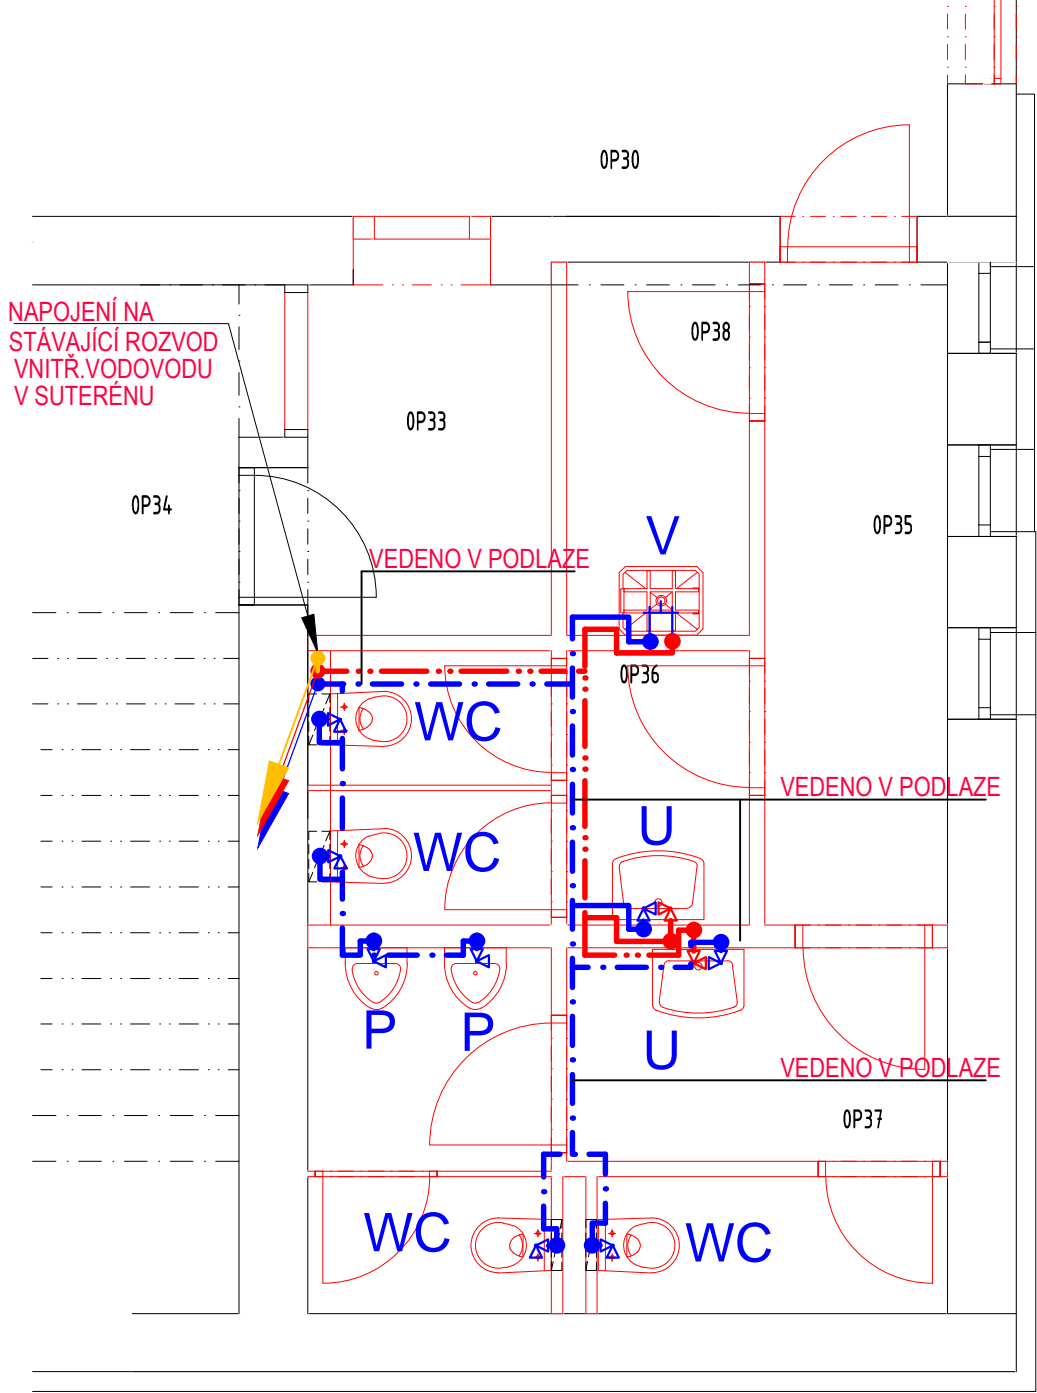 0P30
NAPOJENÍ NA
STÁVAJÍCÍ ROZVOD
VNITŘ.VODOVODU
V SUTERÉNU
0P38
0P33
0P34
0P35
V
VEDENO V PODLAZE
0P36
WC
VEDENO V PODLAZE
U
WC
P
P
U
VEDENO V PODLAZE
0P37
WC
WC